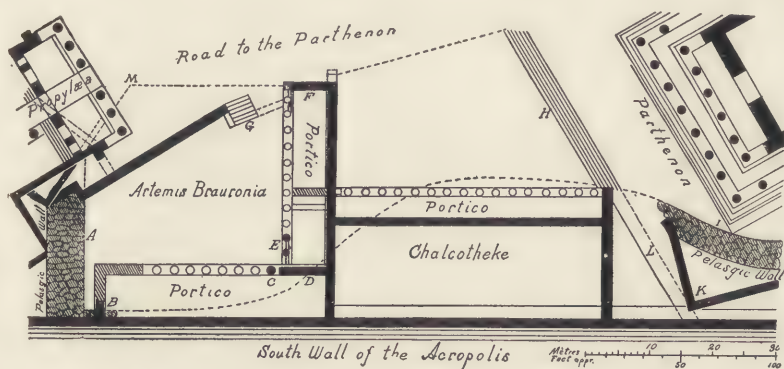 Road to the Parthenon
Propylæa
M
F
G
H
Portico
Parthenon
Artemis Brauronia
Pelasgic Wall
A
Portico
Pelasgic Wall
Chalcotheke
E
L
K
C
D
B
Portico
South Wall of the Acropolis
Mètres 10 20 30
Feet appr. 50 100